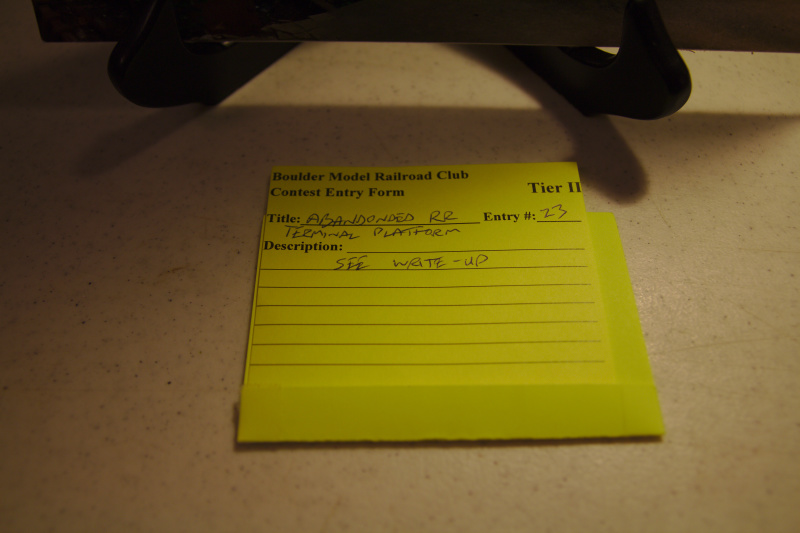 Boulder Model Railroad Club
Contest Entry Form Tier II
Title: ABANDONDED RR Entry #: 23
TERMINAL PLATFORM
Description:
SEE WRITE-UP